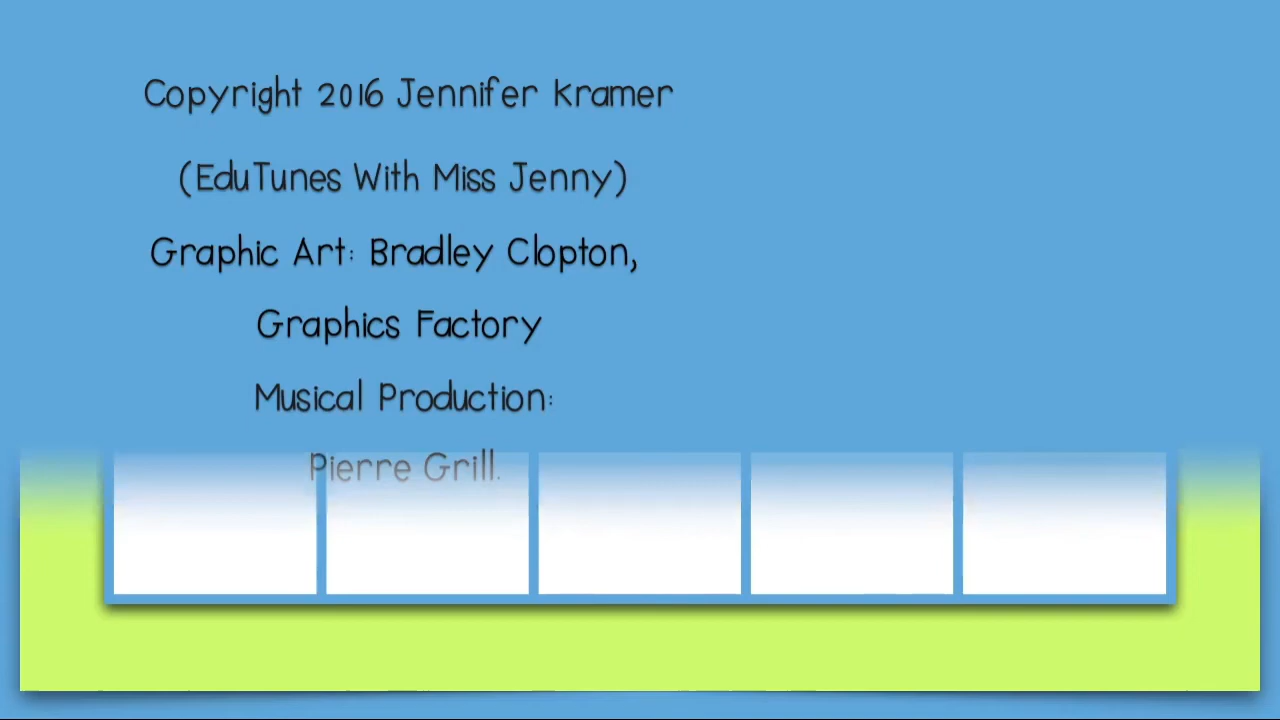 Copyright 2016 Jennifer Kramer
(EduTunes With Miss Jenny)
Graphic Art: Bradley Clopton,
Graphics Factory
Musical Production:
Pierre Grill.